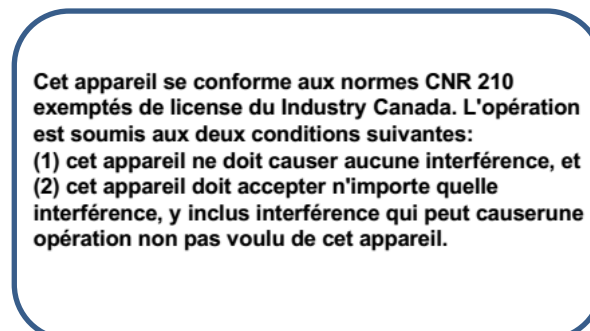 Cet appareil se conforme aux normes CNR 210
exemptés de license du Industry Canada. L'opération
est soumis aux deux conditions suivantes:
(1) cet appareil ne doit causer aucune interférence, et
(2) cet appareil doit accepter n'importe quelle
interférence, y inclus interférence qui peut causerune
opération non pas voulu de cet appareil.